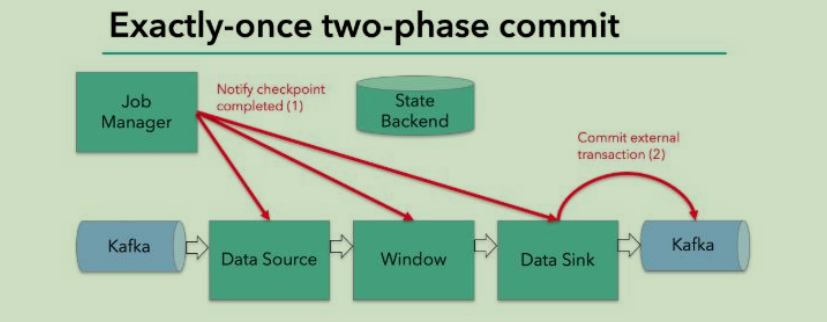 Exactly-once two-phase commit
Job
Manager
Notify checkpoint
completed (1)
State
Backend
Commit external
transaction (2)
Kafka
Data Source
Window
Data Sink
Kafka